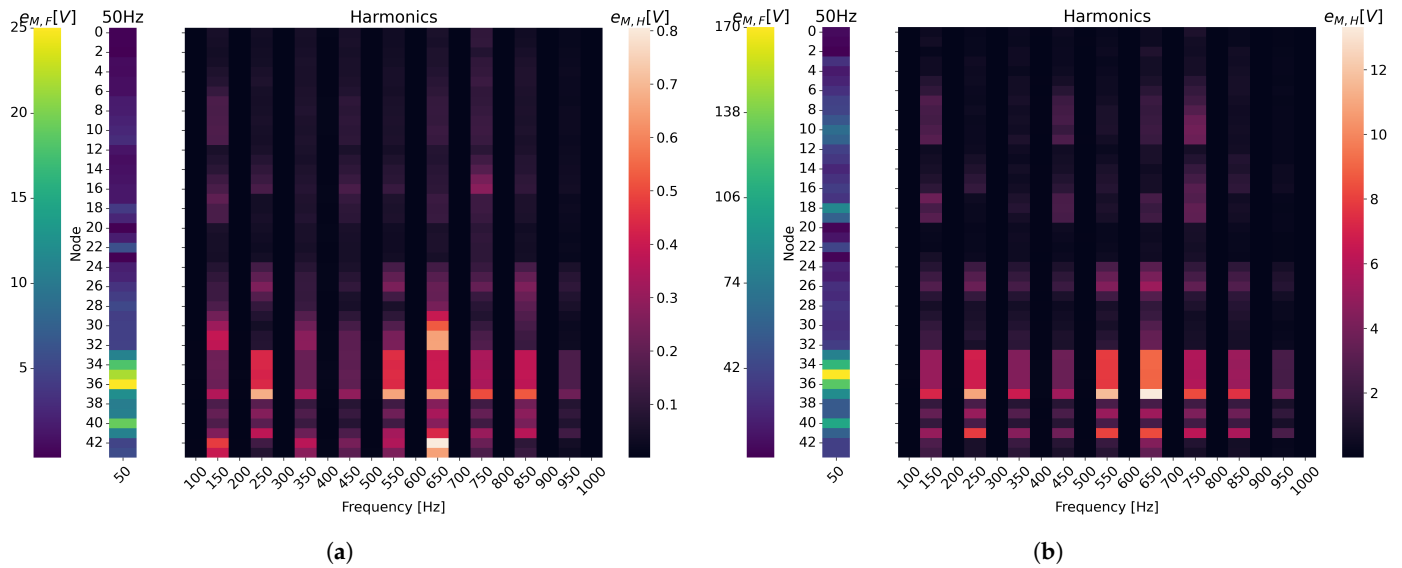 e_{M,F}[V] 50Hz Harmonics e_{M,H}[V]
25 20 15 10 5
Node
0 2 4 6 8 10 12 14 16 18 20 22 24 26 28 30 32 34 36 38 40 42
50
100 150 200 250 300 350 400 450 500 550 600 650 700 750 800 850 900 950 1000
Frequency [Hz]
0.8 0.7 0.6 0.5 0.4 0.3 0.2 0.1
(a)
e_{M,F}[V] 50Hz Harmonics e_{M,H}[V]
170 138 106 74 42
Node
0 2 4 6 8 10 12 14 16 18 20 22 24 26 28 30 32 34 36 38 40 42
50
100 150 200 250 300 350 400 450 500 550 600 650 700 750 800 850 900 950 1000
Frequency [Hz]
12 10 8 6 4 2
(b)